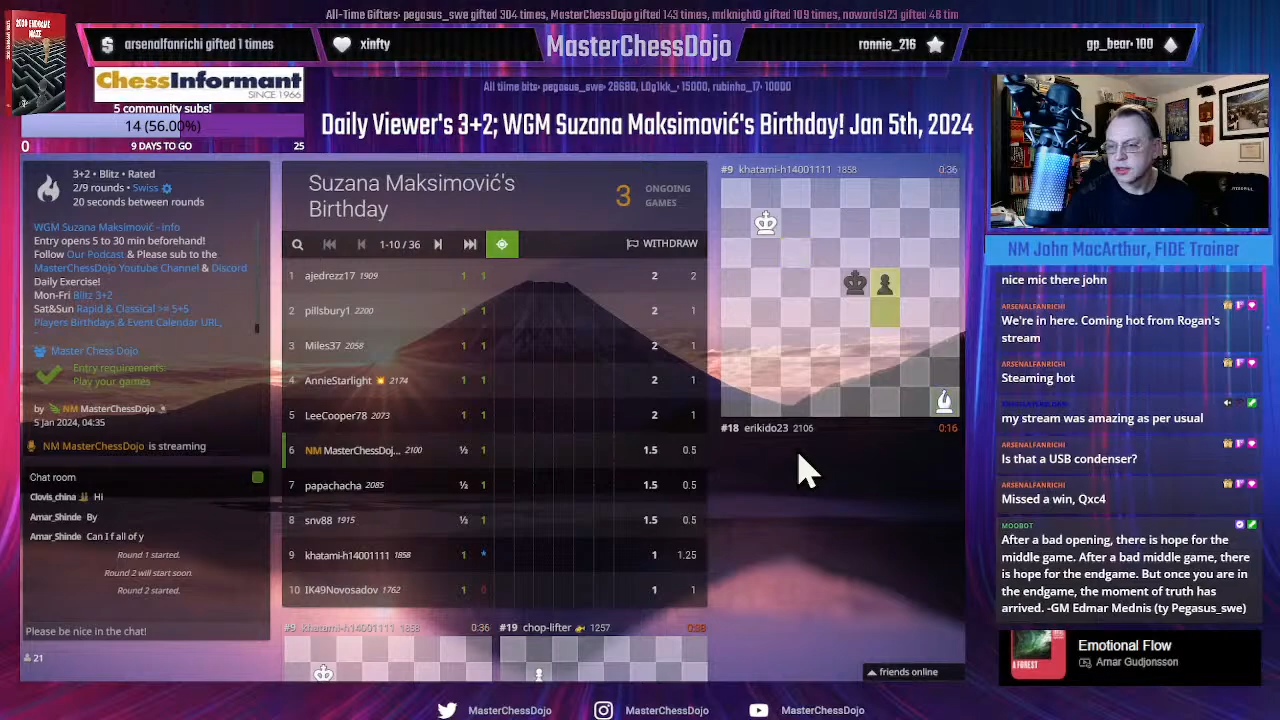 All-Time Gifters: pegasus_swe gifted 304 times, MasterChessDojo gifted 143 times, mdknight0 gifted 109 times, nowards123 gifted 46 tim
arsenalfanrichi gifted 1 times
xinfty
MasterChessDojo
ronnie_216
gp_bear: 100
ChessInformant
SINCE 1966
All time bits: pegasus_swe: 28680, L0g1kk_: 15000, rubinho_17: 10000
5 community subs!
14 (56.00%)
0
9 DAYS TO GO
25
Daily Viewer's 3+2; WGM Suzana Maksimović's Birthday! Jan 5th, 2024
3+2 • Blitz • Rated
2/9 rounds • Swiss
20 seconds between rounds
WGM Suzana Maksimović - info
Entry opens 5 to 30 min beforehand!
Follow Our Podcast & Please sub to the
MasterChessDojo Youtube Channel & Discord
Daily Exercise!
Mon-Fri Blitz 3+2
Sat&Sun Rapid & Classical >= 5+5
Players Birthdays & Event Calendar URL,
Master Chess Dojo
Entry requirements:
Play your games
by NM MasterChessDojo
5 Jan 2024, 04:35
NM MasterChessDojo is streaming
Chat room
Clovis_china Hi
Amar_Shinde By
Amar_Shinde Can I f all of y
Round 1 started.
Round 2 will start soon.
Round 2 started.
Please be nice in the chat!
21
Suzana Maksimović's
Birthday
3 ONGOING
GAMES
1-10 / 36
WITHDRAW
1 ajedrezz17 1909 1 1 2 2
2 pillsbury1 2200 1 1 2 1
3 Miles37 2058 1 1 2 1
4 AnnieStarlight 2174 1 1 2 1
5 LeeCooper78 2073 1 1 2 1
6 NM MasterChessDoj... 2100 ½ 1 1.5 0.5
7 papachacha 2085 ½ 1 1.5 0.5
8 snv88 1915 ½ 1 1.5 0.5
9 khatami-h14001111 1858 1 * 1 1.25
10 IK49Novosadov 1762 1 0 1 1
#9 khatami-h14001111 1858 0:36
#19 chop-lifter 1257
#9 khatami-h14001111 1858 0:36
#18 erikido23 2106 0:16
friends online
NM John MacArthur, FIDE Trainer
nice mic there john
ARSENALFANRICHI
We're in here. Coming hot from Rogan's
stream
ARSENALFANRICHI
Steaming hot
my stream was amazing as per usual
ARSENALFANRICHI
Is that a USB condenser?
ARSENALFANRICHI
Missed a win, Qxc4
MOOBOT
After a bad opening, there is hope for the
middle game. After a bad middle game, there
is hope for the endgame. But once you are in
the endgame, the moment of truth has
arrived. -GM Edmar Mednis (ty Pegasus_swe)
Emotional Flow
Arnar Gudjonsson
MasterChessDojo
MasterChessDojo
MasterChessDojo